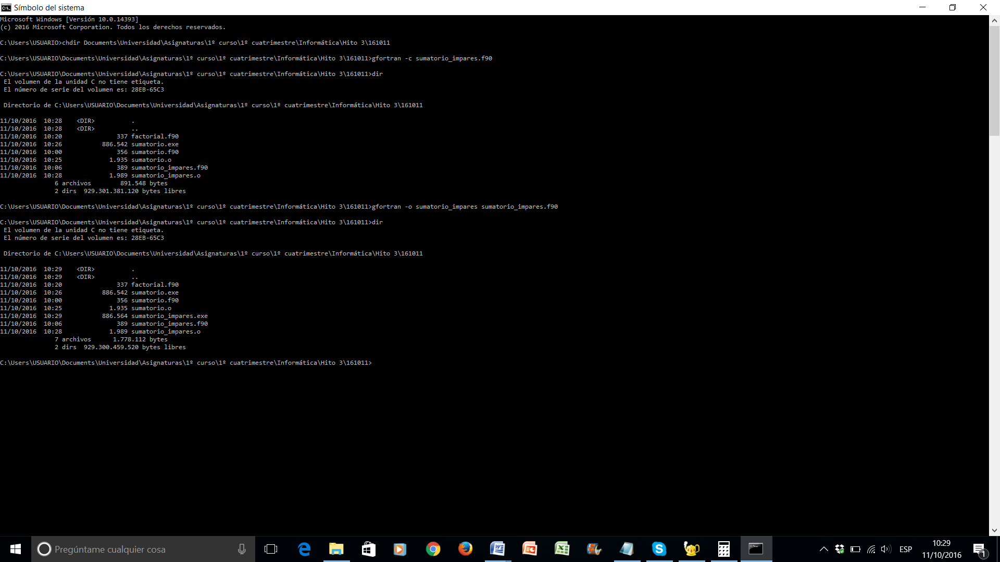 Símbolo del sistema
Microsoft Windows [Versión 10.0.14393]
(c) 2016 Microsoft Corporation. Todos los derechos reservados.
C:\Users\USUARIO>chdir Documents\Universidad\Asignaturas\1º curso\1º cuatrimestre\Informática\Hito 3\161011
C:\Users\USUARIO\Documents\Universidad\Asignaturas\1º curso\1º cuatrimestre\Informática\Hito 3\161011>gfortran -c sumatorio_impares.f90
C:\Users\USUARIO\Documents\Universidad\Asignaturas\1º curso\1º cuatrimestre\Informática\Hito 3\161011>dir
El volumen de la unidad C no tiene etiqueta.
El número de serie del volumen es: 28EB-65C3
Directorio de C:\Users\USUARIO\Documents\Universidad\Asignaturas\1º curso\1º cuatrimestre\Informática\Hito 3\161011
11/10/2016  10:28    <DIR>          .
11/10/2016  10:28    <DIR>          ..
11/10/2016  10:20               337 factorial.f90
11/10/2016  10:26           886.542 sumatorio.exe
11/10/2016  10:00               356 sumatorio.f90
11/10/2016  10:25             1.935 sumatorio.o
11/10/2016  10:06               389 sumatorio_impares.f90
11/10/2016  10:28             1.989 sumatorio_impares.o
6 archivos        891.548 bytes
2 dirs  929.301.381.120 bytes libres
C:\Users\USUARIO\Documents\Universidad\Asignaturas\1º curso\1º cuatrimestre\Informática\Hito 3\161011>gfortran -o sumatorio_impares sumatorio_impares.f90
C:\Users\USUARIO\Documents\Universidad\Asignaturas\1º curso\1º cuatrimestre\Informática\Hito 3\161011>dir
El volumen de la unidad C no tiene etiqueta.
El número de serie del volumen es: 28EB-65C3
Directorio de C:\Users\USUARIO\Documents\Universidad\Asignaturas\1º curso\1º cuatrimestre\Informática\Hito 3\161011
11/10/2016  10:29    <DIR>          .
11/10/2016  10:29    <DIR>          ..
11/10/2016  10:20               337 factorial.f90
11/10/2016  10:26           886.542 sumatorio.exe
11/10/2016  10:00               356 sumatorio.f90
11/10/2016  10:25             1.935 sumatorio.o
11/10/2016  10:29           886.564 sumatorio_impares.exe
11/10/2016  10:06               389 sumatorio_impares.f90
11/10/2016  10:28             1.989 sumatorio_impares.o
7 archivos      1.778.112 bytes
2 dirs  929.300.459.520 bytes libres
C:\Users\USUARIO\Documents\Universidad\Asignaturas\1º curso\1º cuatrimestre\Informática\Hito 3\161011>
Pregúntame cualquier cosa
ESP
10:29
11/10/2016
1